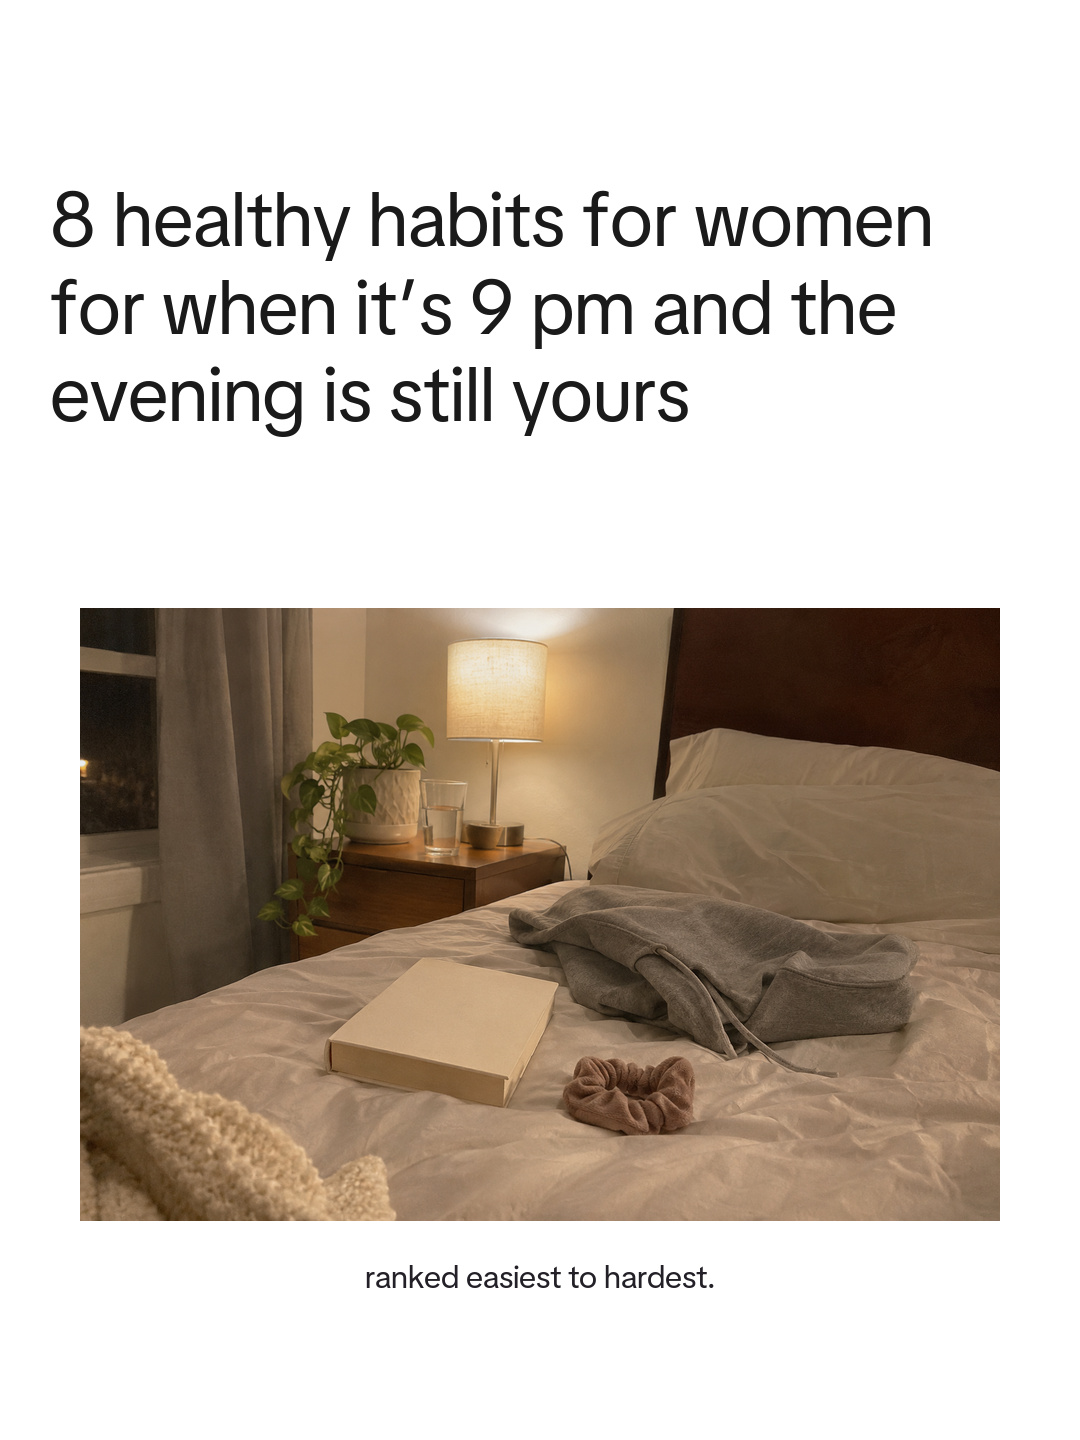 8 healthy habits for women
for when it’s 9 pm and the
evening is still yours
ranked easiest to hardest.